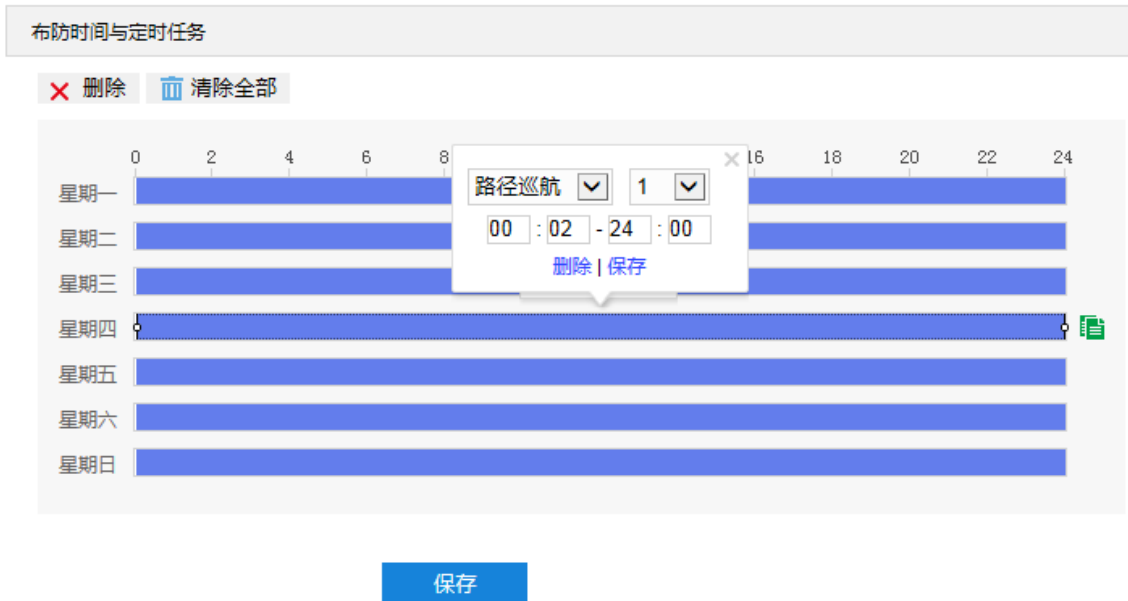 布防时间与定时任务
删除 清除全部
0 2 4 6 8 16 18 20 22 24
路径巡航 1
00 : 02 - 24 : 00
删除 | 保存
星期一
星期二
星期三
星期四
星期五
星期六
星期日
保存